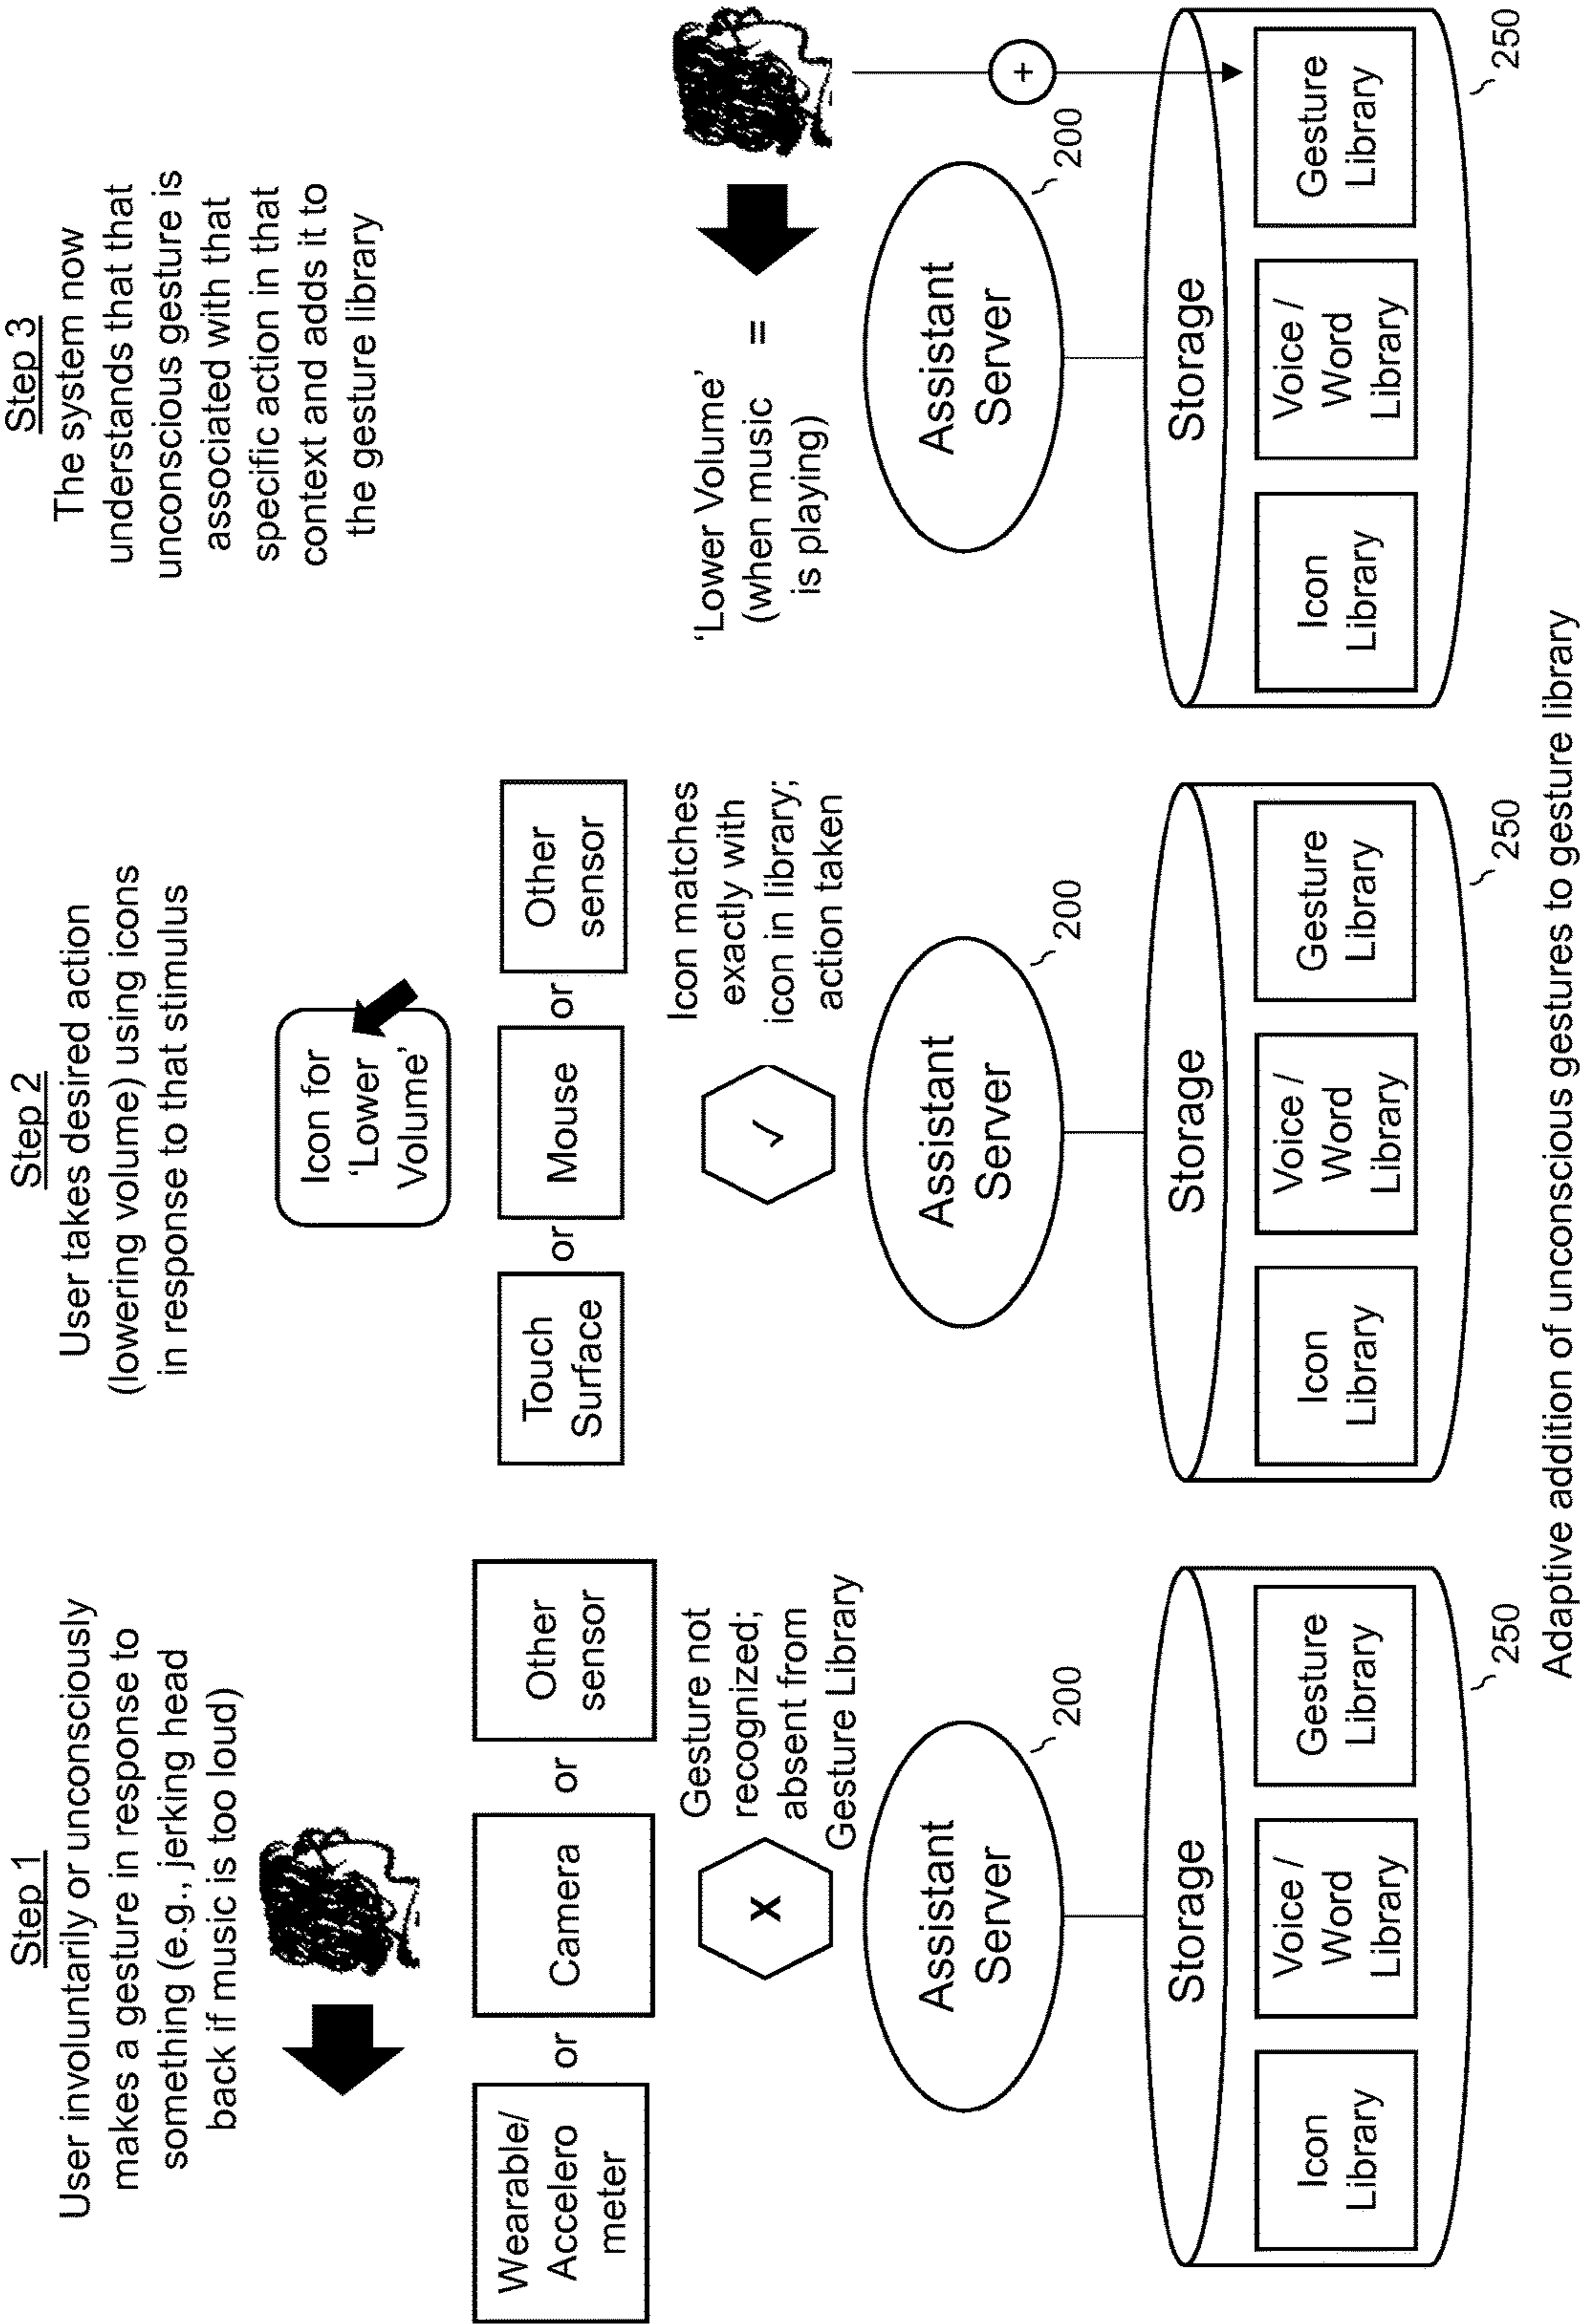 Step 1
User involuntarily or unconsciously
makes a gesture in response to
something (e.g., jerking head
back if music is too loud)
Wearable/
Accelero
meter
or
Camera
or
Other
sensor
X
Gesture not
recognized;
absent from
Gesture Library
Assistant
Server
200
Storage
Icon
Library
Voice /
Word
Library
Gesture
Library
250
Step 2
User takes desired action
(lowering volume) using icons
in response to that stimulus
Icon for
‘Lower
Volume’
Touch
Surface
or
Mouse
or
Other
sensor
✓
Icon matches
exactly with
icon in library;
action taken
Assistant
Server
200
Storage
Icon
Library
Voice /
Word
Library
Gesture
Library
250
Step 3
The system now
understands that that
unconscious gesture is
associated with that
specific action in that
context and adds it to
the gesture library
‘Lower Volume’
(when music =
is playing)
+
Assistant
Server
200
Storage
Icon
Library
Voice /
Word
Library
Gesture
Library
250
Adaptive addition of unconscious gestures to gesture library